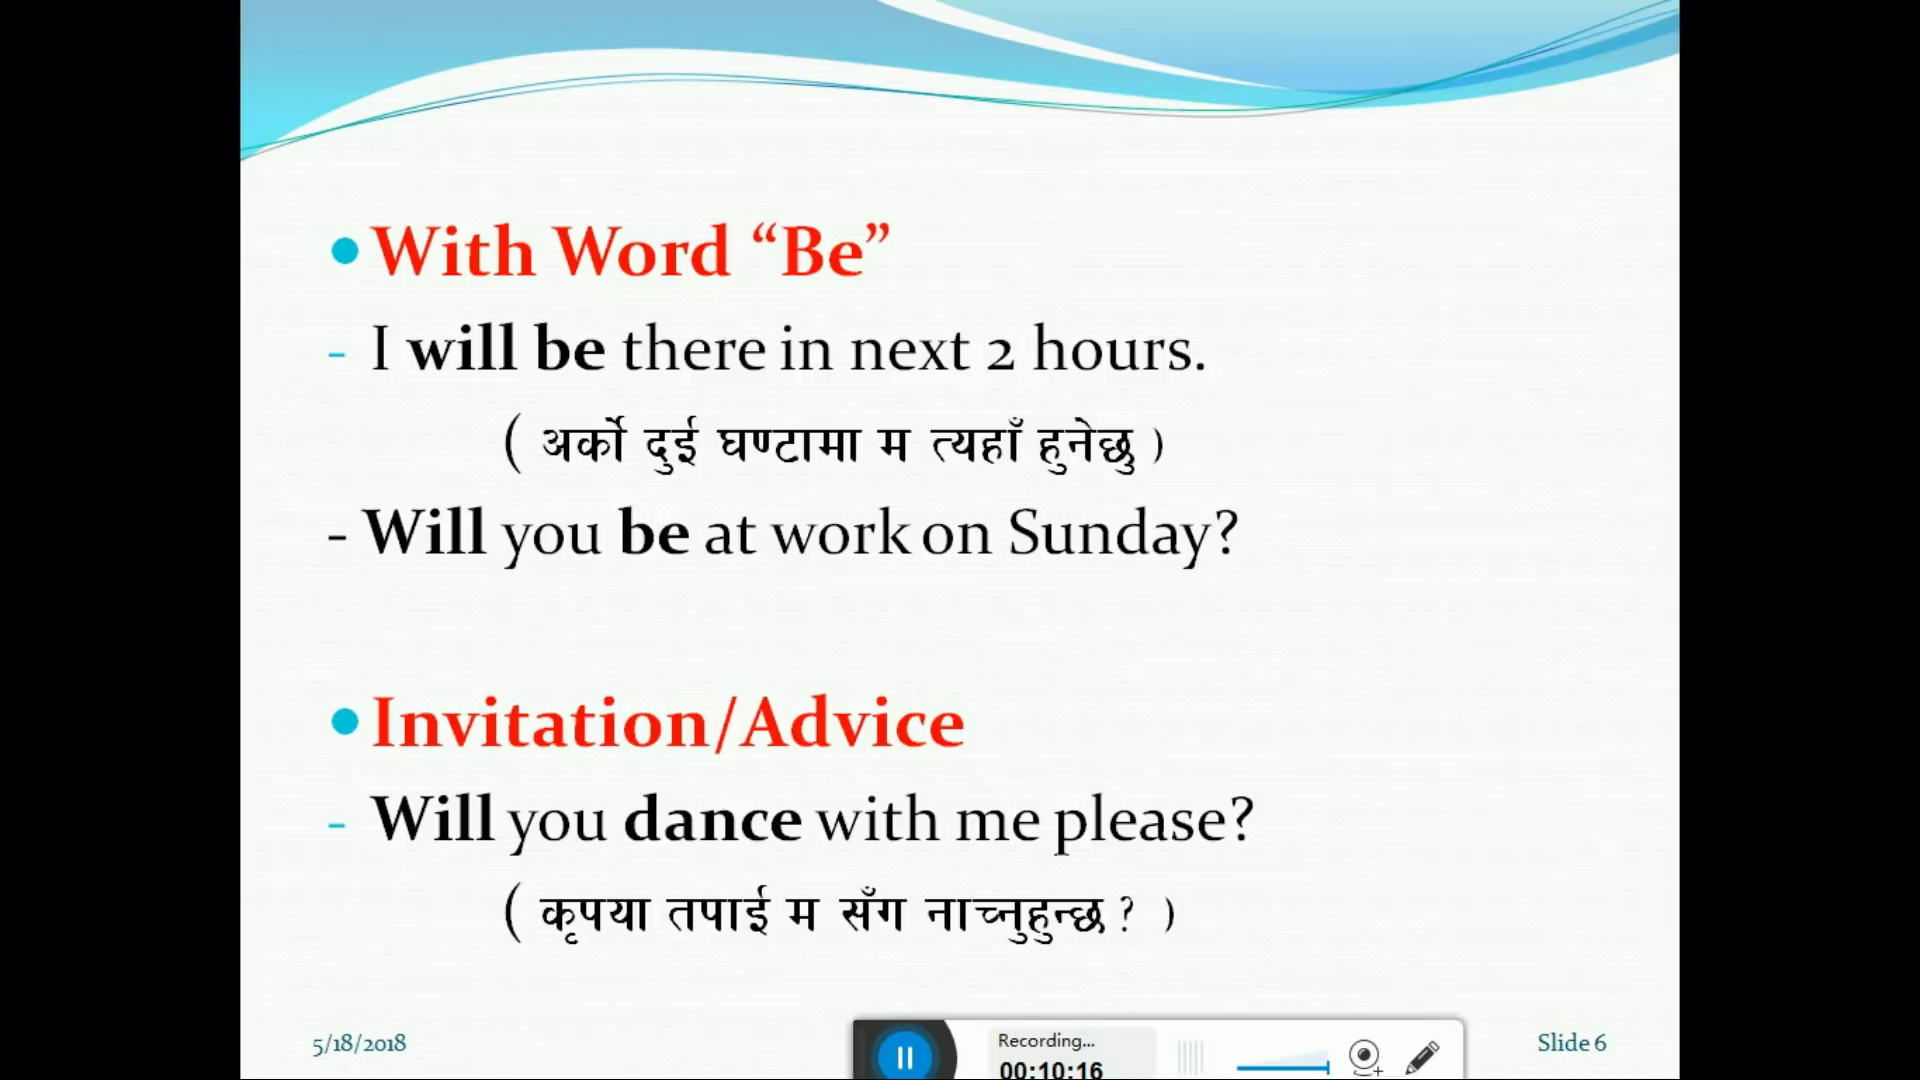 • With Word “Be”
- I will be there in next 2 hours.
( अर्को दुई घण्टामा म त्यहाँ हुनेछु )
- Will you be at work on Sunday?
• Invitation/Advice
- Will you dance with me please?
( कृपया तपाई म सँग नाच्नुहुन्छ ? )
5/18/2018
Recording...
00:10:16
Slide 6